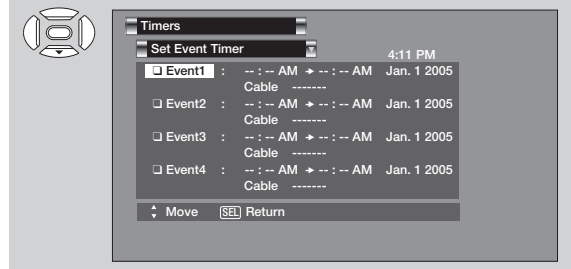 Timers
Set Event Timer
4:11 PM
❏ Event1 : -- : -- AM ➔ -- : -- AM Jan. 1 2005
Cable -------
❏ Event2 : -- : -- AM ➔ -- : -- AM Jan. 1 2005
Cable -------
❏ Event3 : -- : -- AM ➔ -- : -- AM Jan. 1 2005
Cable -------
❏ Event4 : -- : -- AM ➔ -- : -- AM Jan. 1 2005
Cable -------
Move SEL Return